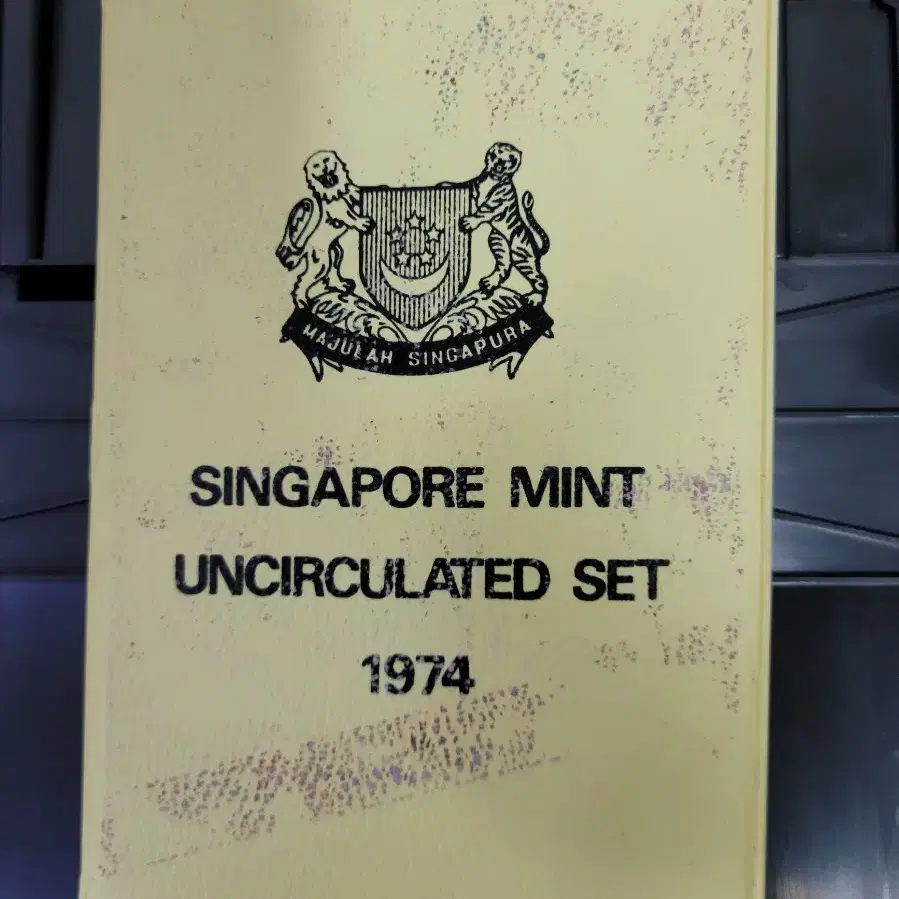 MAJULAH SINGAPURA
SINGAPORE MINT
UNCIRCULATED SET
1974